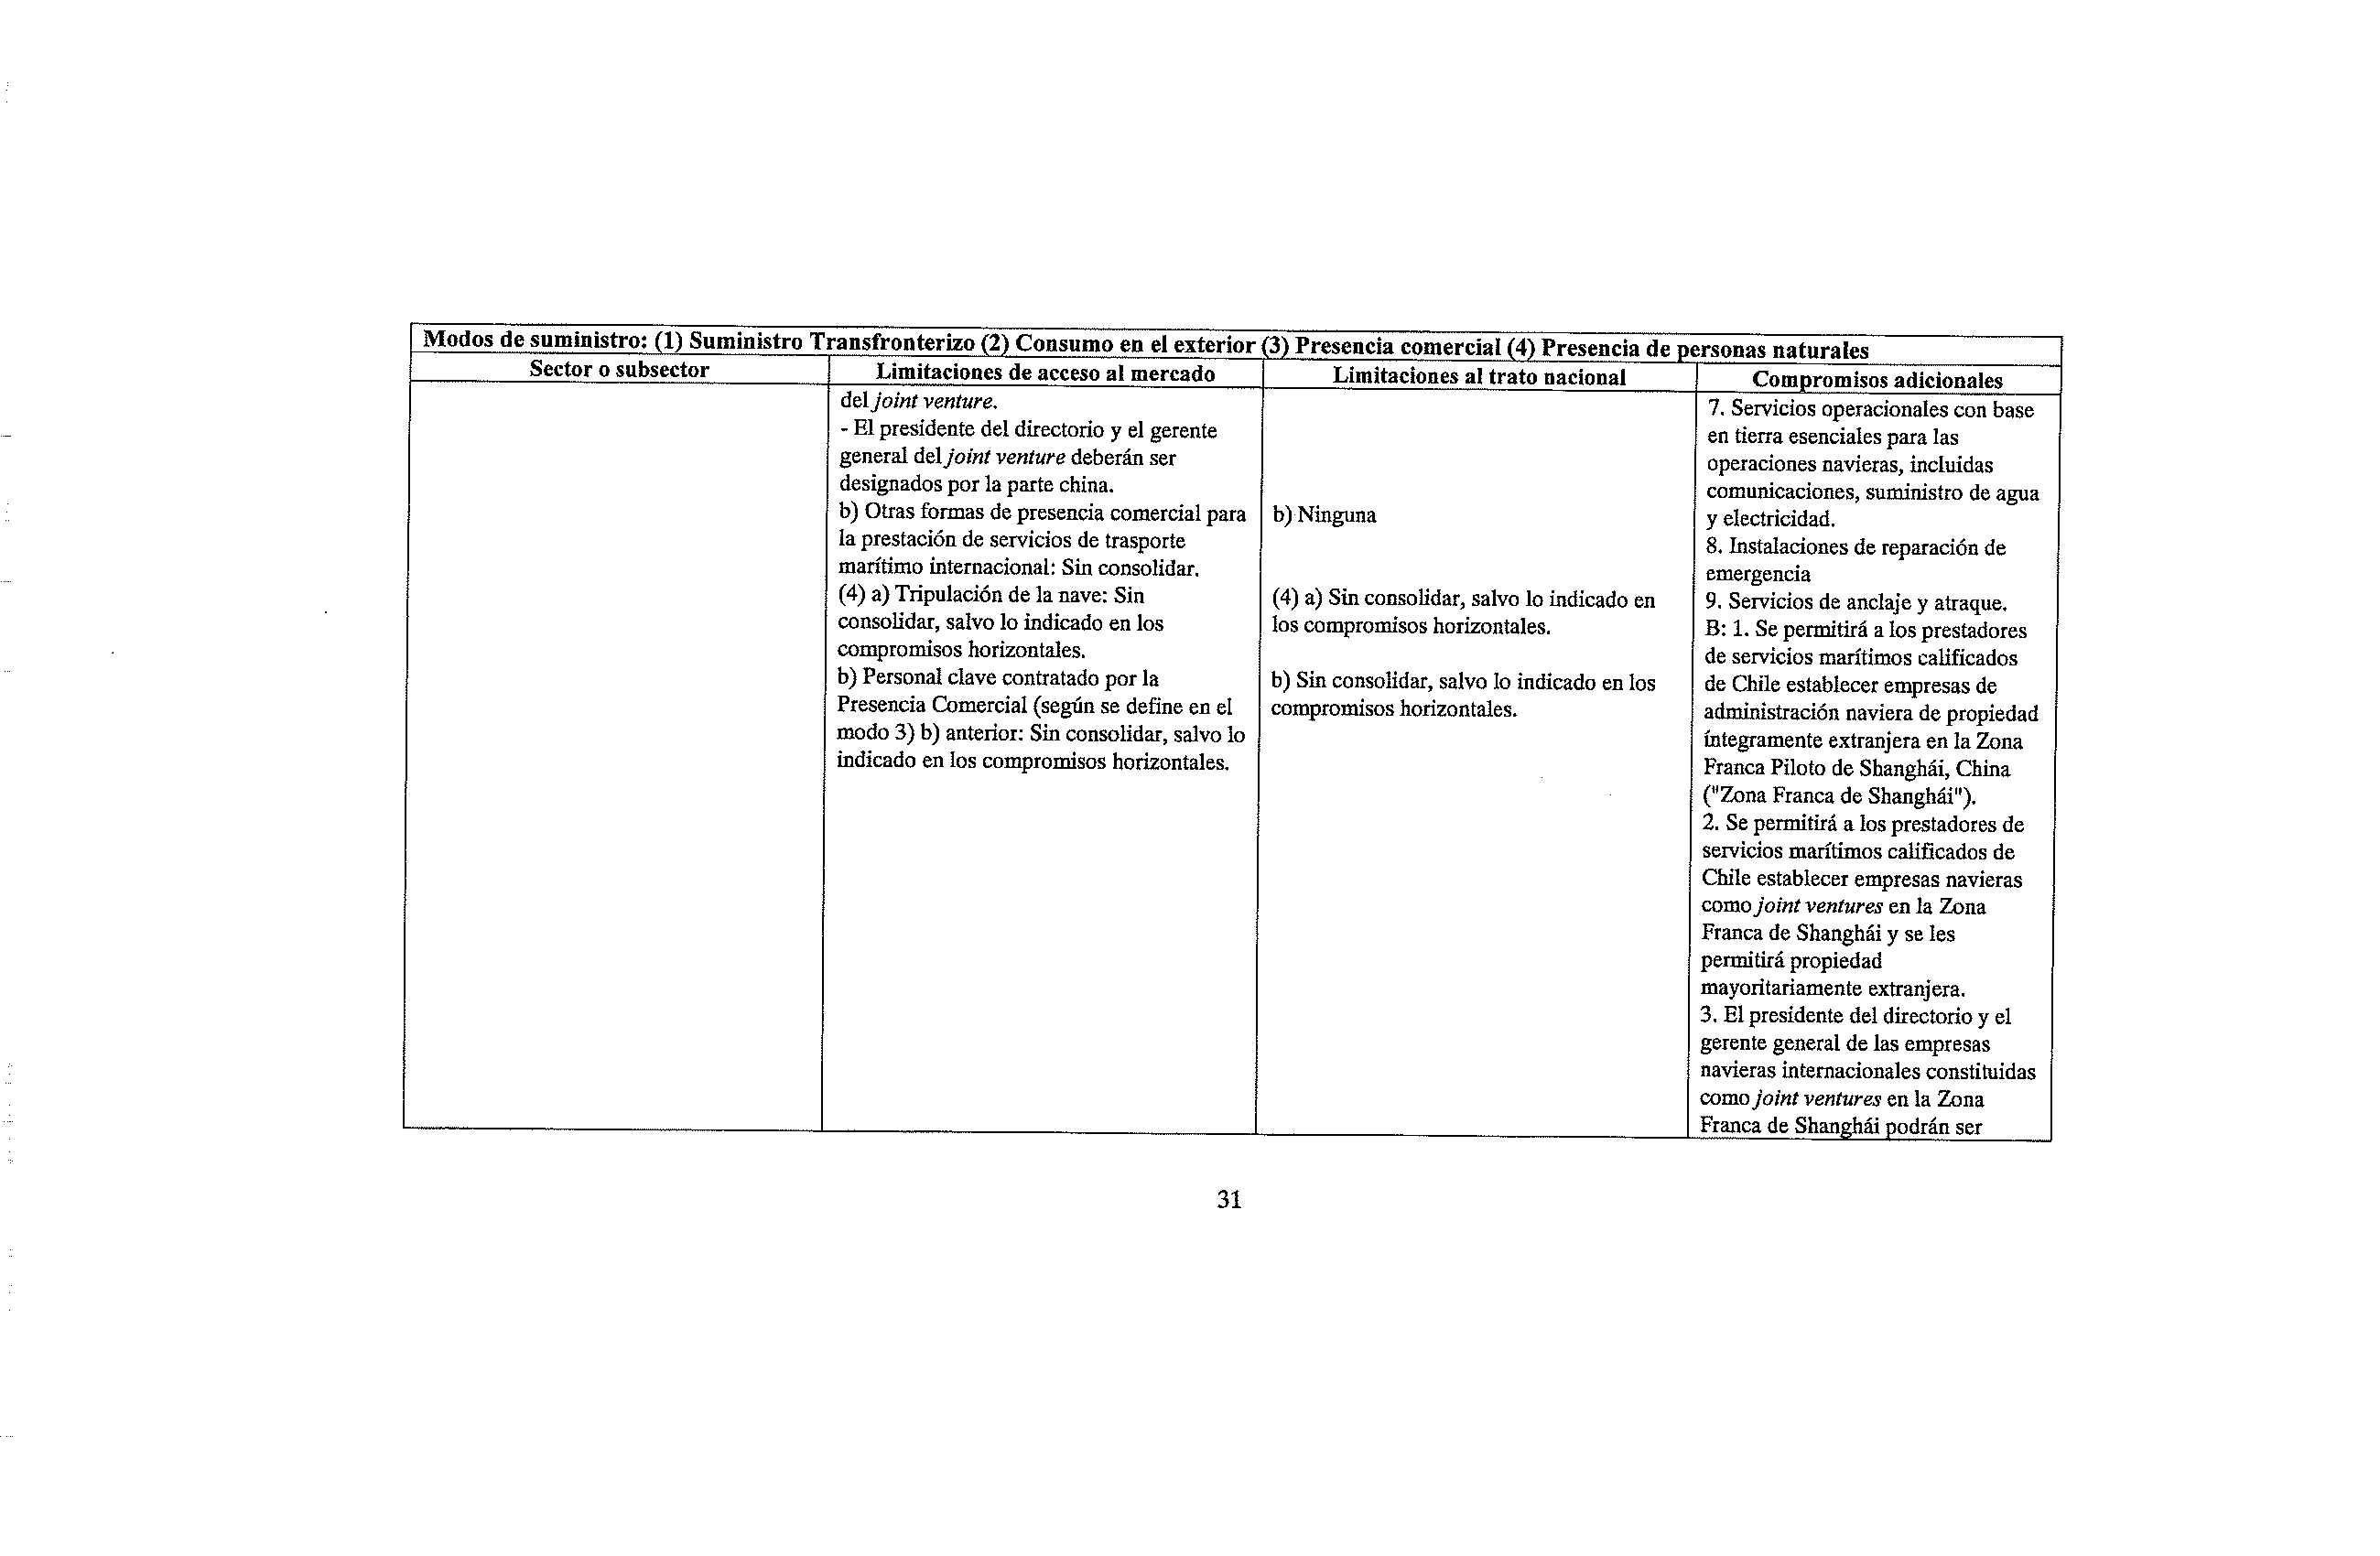 Modos de suministro: (1) Suministro Transfronterizo (2) Consumo en el exterior (3) Presencia comercial (4) Presencia de personas naturales
Sector o subsector
Limitaciones de acceso al mercado
Limitaciones al trato nacional
Compromisos adicionales
del joint venture.
- El presidente del directorio y el gerente
general del joint venture deberán ser
designados por la parte china.
b) Otras formas de presencia comercial para
la prestación de servicios de trasporte
marítimo internacional: Sin consolidar.
(4) a) Tripulación de la nave: Sin
consolidar, salvo lo indicado en los
compromisos horizontales.
b) Personal clave contratado por la
Presencia Comercial (según se define en el
modo 3) b) anterior: Sin consolidar, salvo lo
indicado en los compromisos horizontales.
b) Ninguna
(4) a) Sin consolidar, salvo lo indicado en
los compromisos horizontales.
b) Sin consolidar, salvo lo indicado en los
compromisos horizontales.
7. Servicios operacionales con base
en tierra esenciales para las
operaciones navieras, incluidas
comunicaciones, suministro de agua
y electricidad.
8. Instalaciones de reparación de
emergencia
9. Servicios de anclaje y atraque.
B: 1. Se permitirá a los prestadores
de servicios marítimos calificados
de Chile establecer empresas de
administración naviera de propiedad
íntegramente extranjera en la Zona
Franca Piloto de Shanghái, China
("Zona Franca de Shanghái").
2. Se permitirá a los prestadores de
servicios marítimos calificados de
Chile establecer empresas navieras
como joint ventures en la Zona
Franca de Shanghái y se les
permitirá propiedad
mayoritariamente extranjera.
3. El presidente del directorio y el
gerente general de las empresas
navieras internacionales constituidas
como joint ventures en la Zona
Franca de Shanghái podrán ser
31